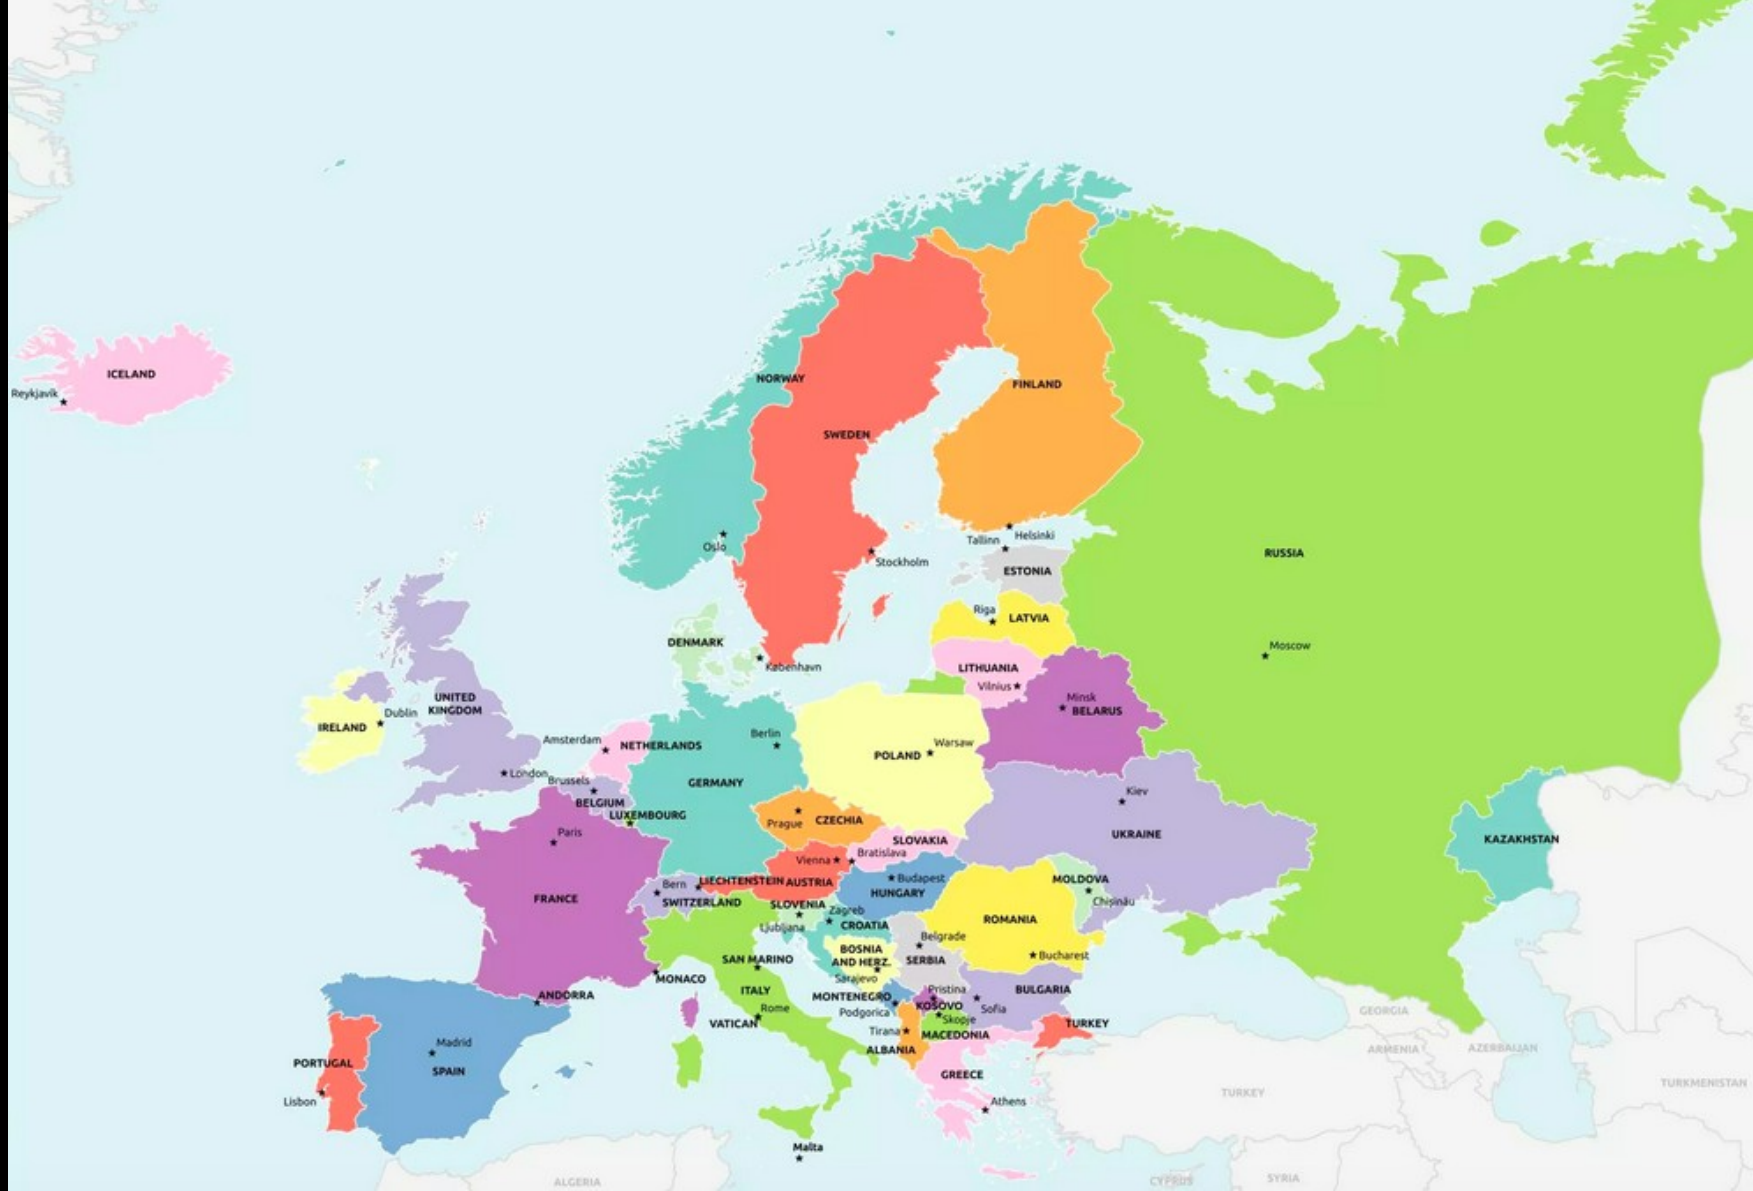 ICELAND
Reykjavík
NORWAY
FINLAND
SWEDEN
Oslo
Helsinki
Tallinn
Stockholm
RUSSIA
ESTONIA
Riga
LATVIA
DENMARK
Moscow
København
LITHUANIA
Vilnius
UNITED
KINGDOM
Minsk
BELARUS
Dublin
IRELAND
Amsterdam
NETHERLANDS
Berlin
Warsaw
POLAND
London
Brussels
GERMANY
BELGIUM
Kiev
LUXEMBOURG
Prague
CZECHIA
Paris
UKRAINE
SLOVAKIA
KAZAKHSTAN
Vienna
Bratislava
Bern
LIECHTENSTEIN
AUSTRIA
Budapest
HUNGARY
MOLDOVA
FRANCE
SWITZERLAND
SLOVENIA
Zagreb
Chișinău
Ljubljana
CROATIA
ROMANIA
Belgrade
BOSNIA
AND HERZ.
SAN MARINO
SERBIA
Bucharest
Sarajevo
MONACO
ITALY
ANDORRA
MONTENEGRO
Pristina
BULGARIA
KOSOVO
Rome
Podgorica
Sofia
VATICAN
Skopje
TURKEY
GEORGIA
Tirana
MACEDONIA
Madrid
ALBANIA
ARMENIA
AZERBAIJAN
PORTUGAL
SPAIN
GREECE
TURKMENISTAN
TURKEY
Lisbon
Athens
Malta
ALGERIA
CYPRUS
SYRIA